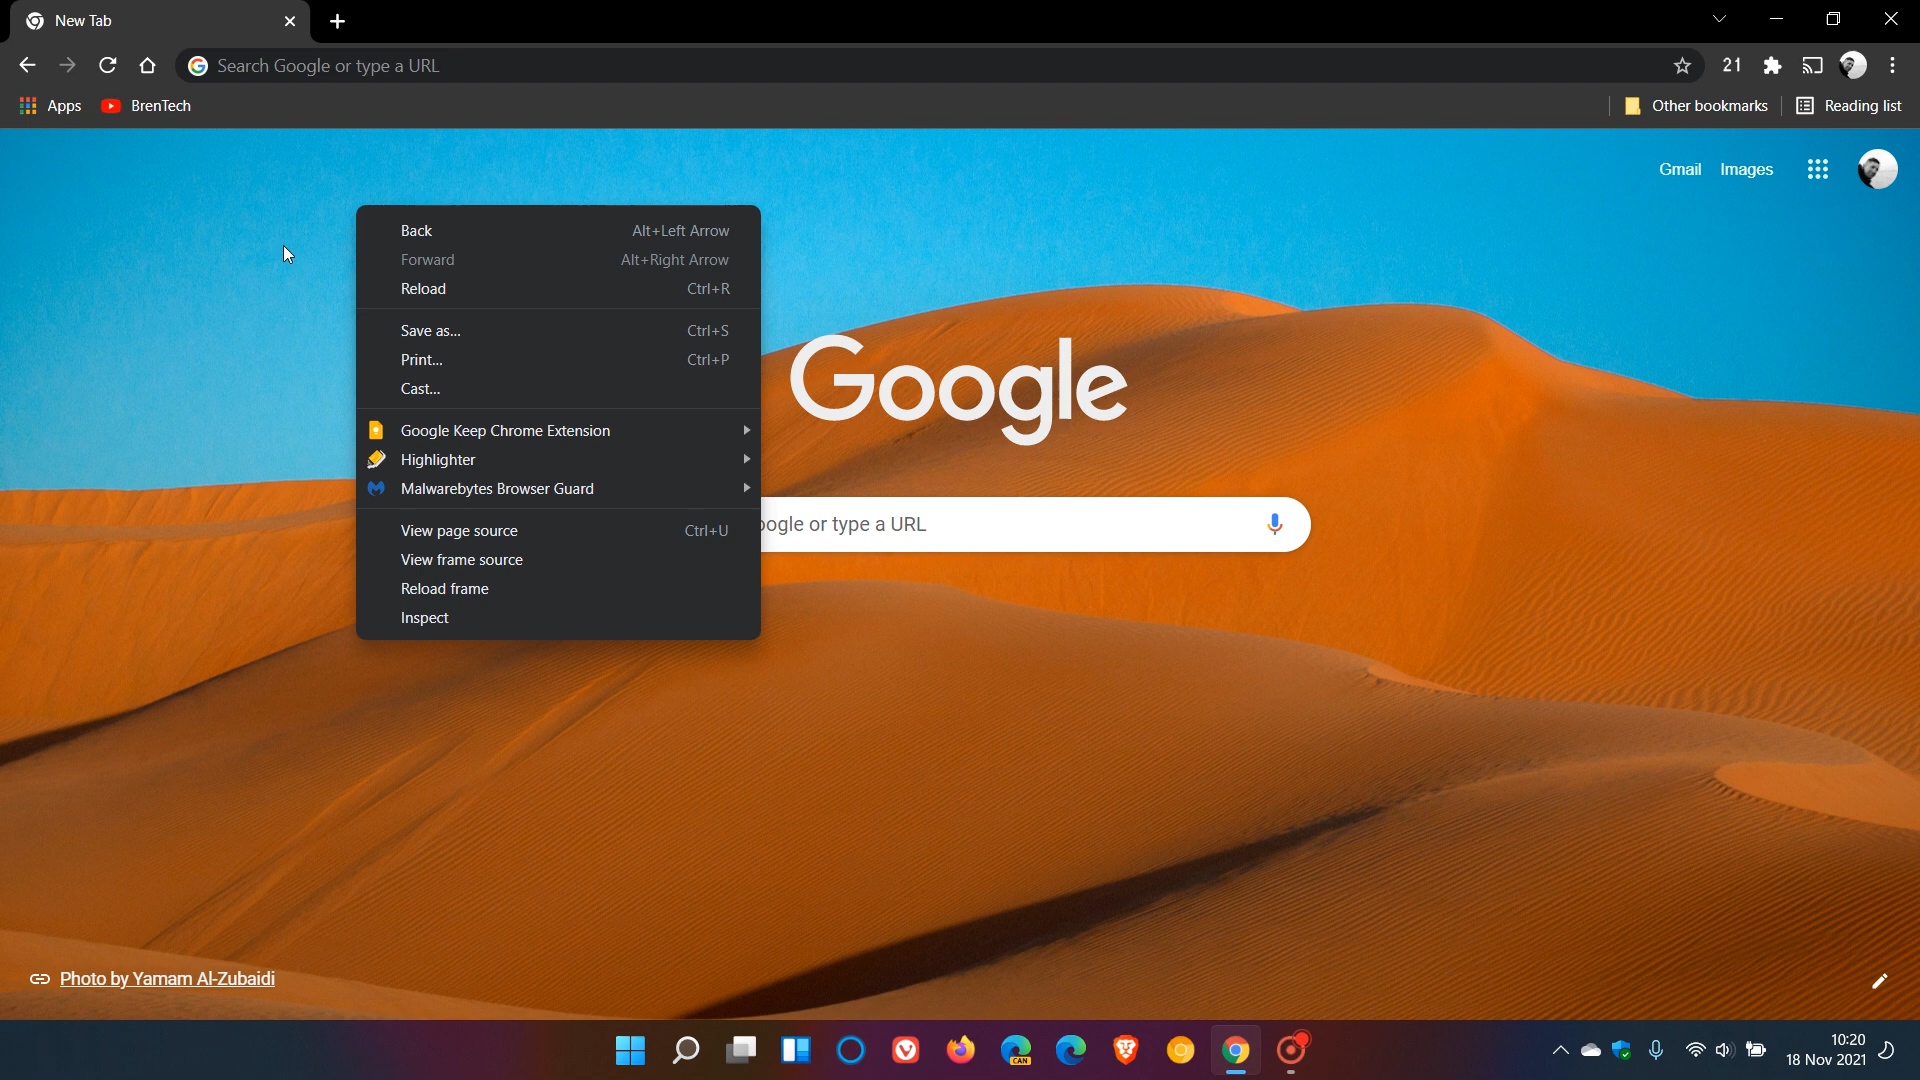 New Tab
Search Google or type a URL
21
Apps
BrenTech
Other bookmarks
Reading list
Gmail
Images
Back Alt+Left Arrow
Forward Alt+Right Arrow
Reload Ctrl+R
Save as... Ctrl+S
Print... Ctrl+P
Cast...
Google
Google Keep Chrome Extension
Highlighter
Malwarebytes Browser Guard
oogle or type a URL
View page source Ctrl+U
View frame source
Reload frame
Inspect
Photo by Yamam Al-Zubaidi
CAN
10:20
18 Nov 2021